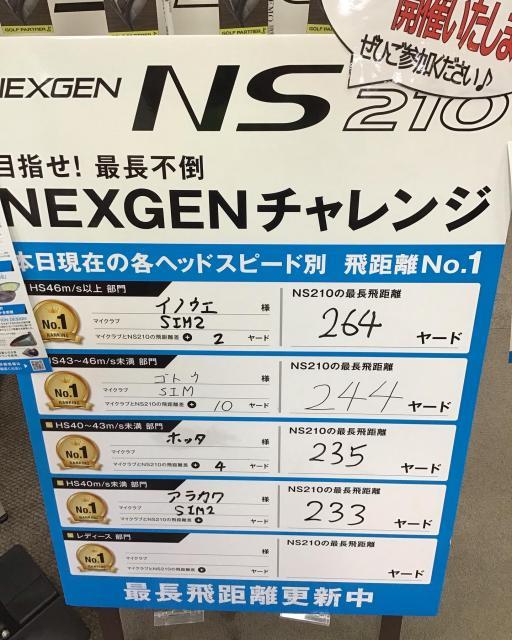 GOLF PARTNER
GOLF PARTNER
GOLF PARTNER
開催いたしま
ぜひご参加ください♪
NEXGEN NS210
目指せ! 最長不倒
NEXGENチャレンジ
本日現在の各ヘッドスピード別 飛距離No.1
HS46m/s以上 部門
No.1
RANKING
イノウエ 様
マイクラブ SIM2
マイクラブとNS210の飛距離差 + 2 ヤード
NS210の最長飛距離
264 ヤード
HS43〜46m/s未満 部門
No.1
RANKING
ゴトウ 様
マイクラブ SIM
マイクラブとNS210の飛距離差 + 10 ヤード
NS210の最長飛距離
244 ヤード
HS40〜43m/s未満 部門
No.1
RANKING
ホッタ 様
マイクラブ
マイクラブとNS210の飛距離差 + 4 ヤード
NS210の最長飛距離
235 ヤード
HS40m/s未満 部門
No.1
RANKING
アラカワ 様
マイクラブ SIM2
マイクラブとNS210の飛距離差 + ヤード
NS210の最長飛距離
233 ヤード
レディース 部門
No.1
RANKING
様
マイクラブ
マイクラブとNS210の飛距離差 + ヤード
NS210の最長飛距離
ヤード
最長飛距離更新中